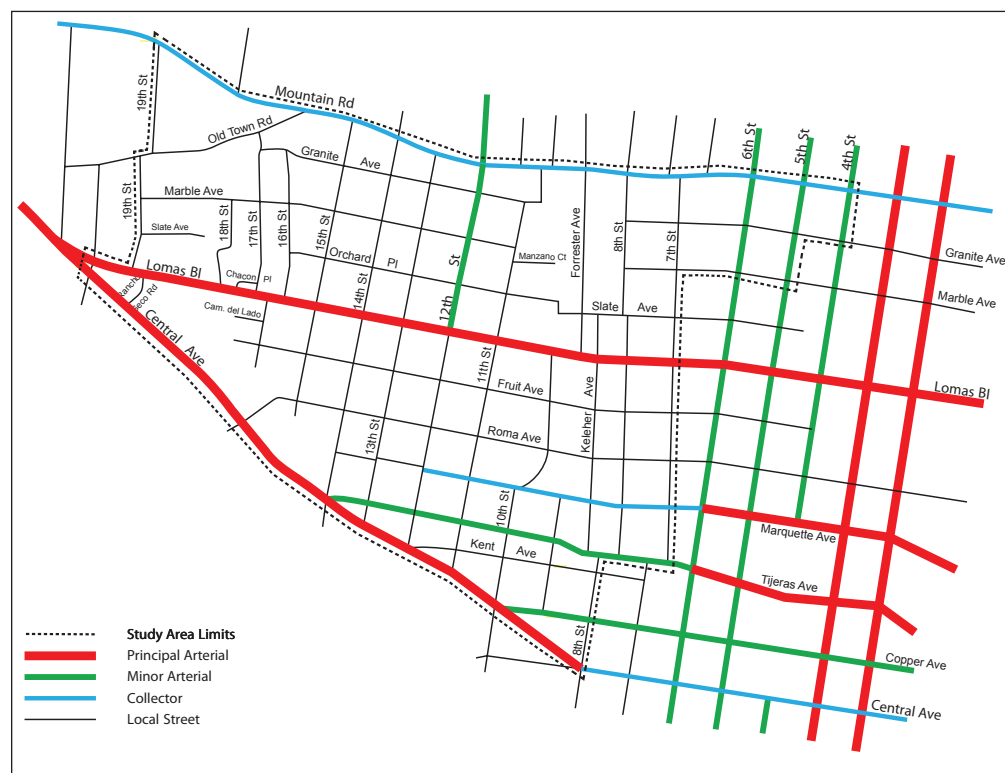 19th St
Mountain Rd
Old Town Rd
6th St
5th St
4th St
Granite Ave
19th St
Marble Ave
Slate Ave
18th St
17th St
16th St
15th St
Orchard Pl
14th St
12th St
Manzano Ct
Forrester Ave
8th St
7th St
Granite Ave
Marble Ave
Lomas Bl
Chacon Pl
Cam. del Lado
Rancho
Seco Rd
Central Ave
Slate Ave
11th St
Fruit Ave
Keleher Ave
Lomas Bl
Roma Ave
13th St
10th St
Kent Ave
Marquette Ave
Tijeras Ave
8th St
Copper Ave
Central Ave
Study Area Limits
Principal Arterial
Minor Arterial
Collector
Local Street